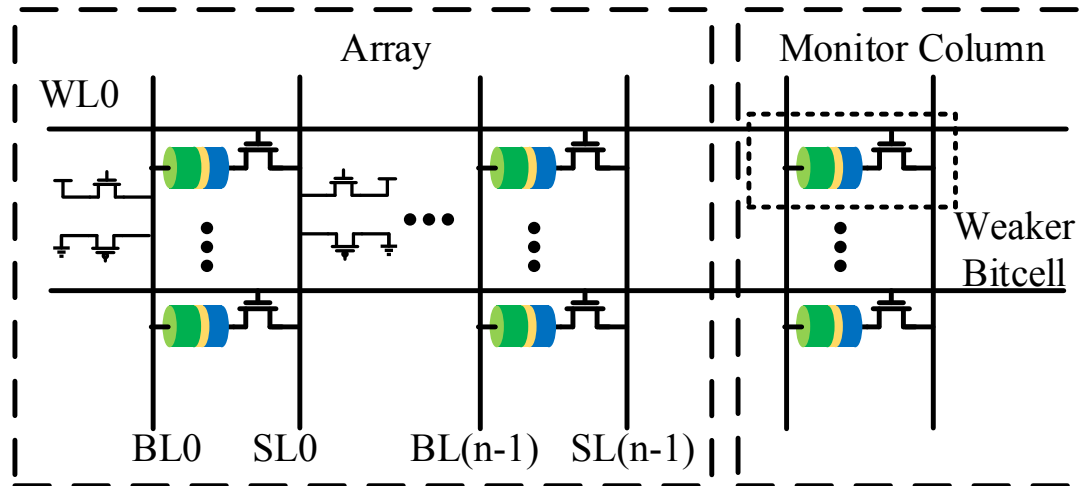 Array
Monitor Column
WL0
Weaker
Bitcell
BL0
SL0
BL(n-1)
SL(n-1)